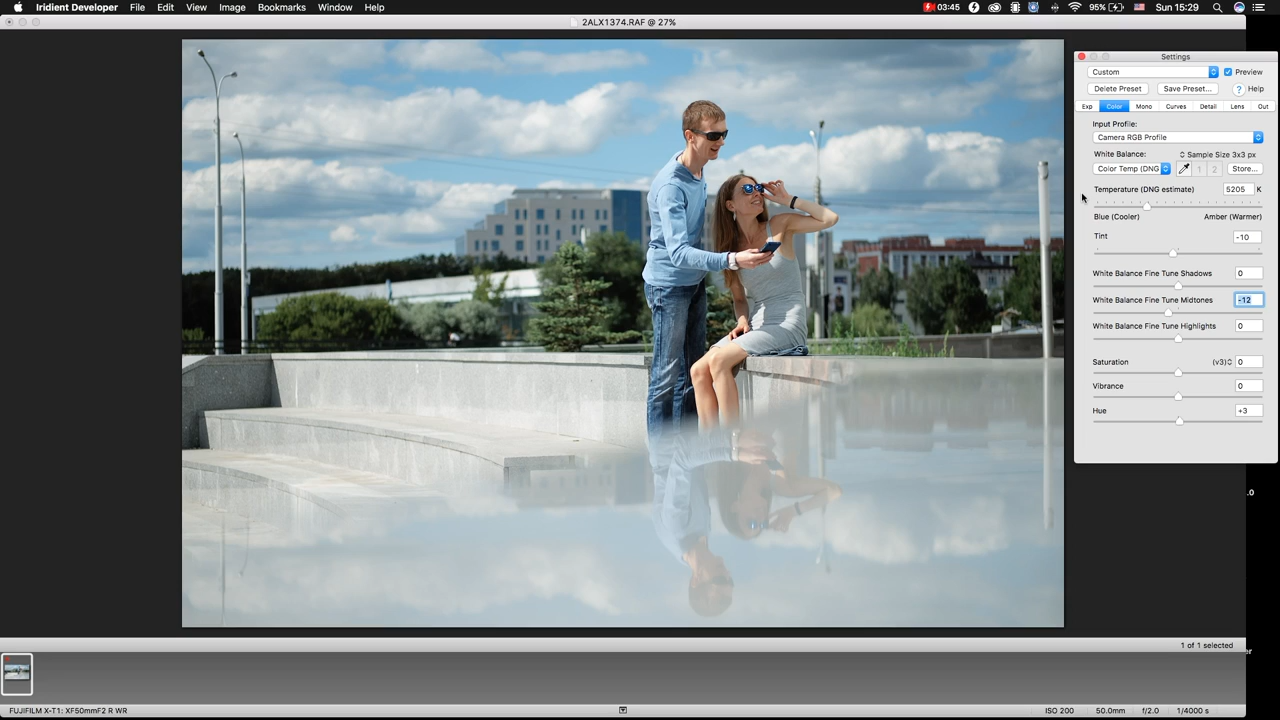 Iridient Developer File Edit View Image Bookmarks Window Help 03:45 95% Sun 15:29
2ALX1374.RAF @ 27%
Settings
Custom Preview
Delete Preset Save Preset... ? Help
Exp Color Mono Curves Detail Lens Out
Input Profile:
Camera RGB Profile
White Balance: Sample Size 3x3 px
Color Temp (DNG 1 2 Store...
Temperature (DNG estimate) 5205 K
Blue (Cooler) Amber (Warmer)
Tint -10
White Balance Fine Tune Shadows 0
White Balance Fine Tune Midtones -12
White Balance Fine Tune Highlights 0
Saturation (v3) 0
Vibrance 0
Hue +3
.0
1 of 1 selected
er
FUJIFILM X-T1: XF50mmF2 R WR ISO 200 50.0mm f/2.0 1/4000 s